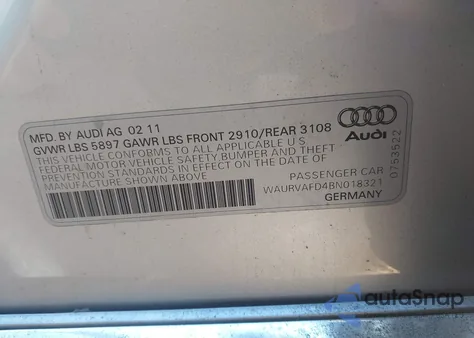 MFD. BY AUDI AG 02 11
GVWR LBS 5897 GAWR LBS FRONT 2910/REAR 3108
THIS VEHICLE CONFORMS TO ALL APPLICABLE U S
FEDERAL MOTOR VEHICLE SAFETY BUMPER AND THEFT
PREVENTION STANDARDS IN EFFECT ON THE DATE OF
MANUFACTURE SHOWN ABOVE
Audi
0753522
PASSENGER CAR
WAURVAFD4BN018321
GERMANY
autoSnap